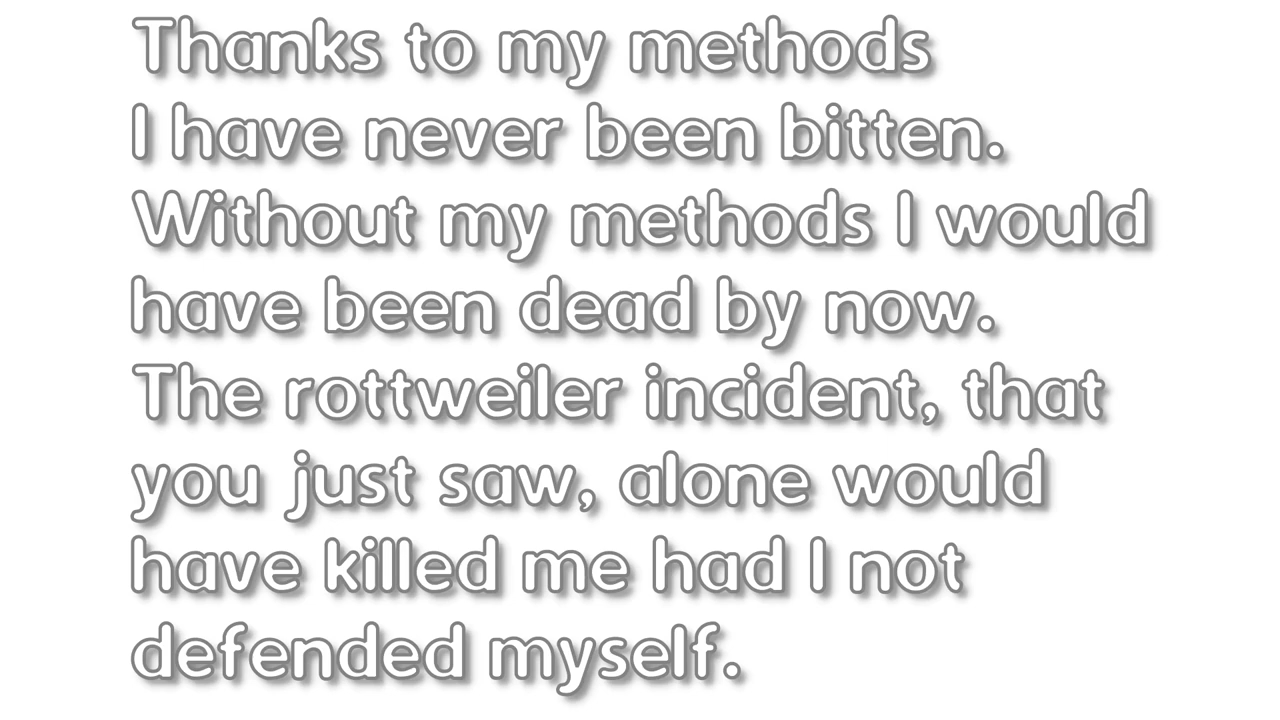 Thanks to my methods
I have never been bitten.
Without my methods I would
have been dead by now.
The rottweiler incident, that
you just saw, alone would
have killed me had I not
defended myself.